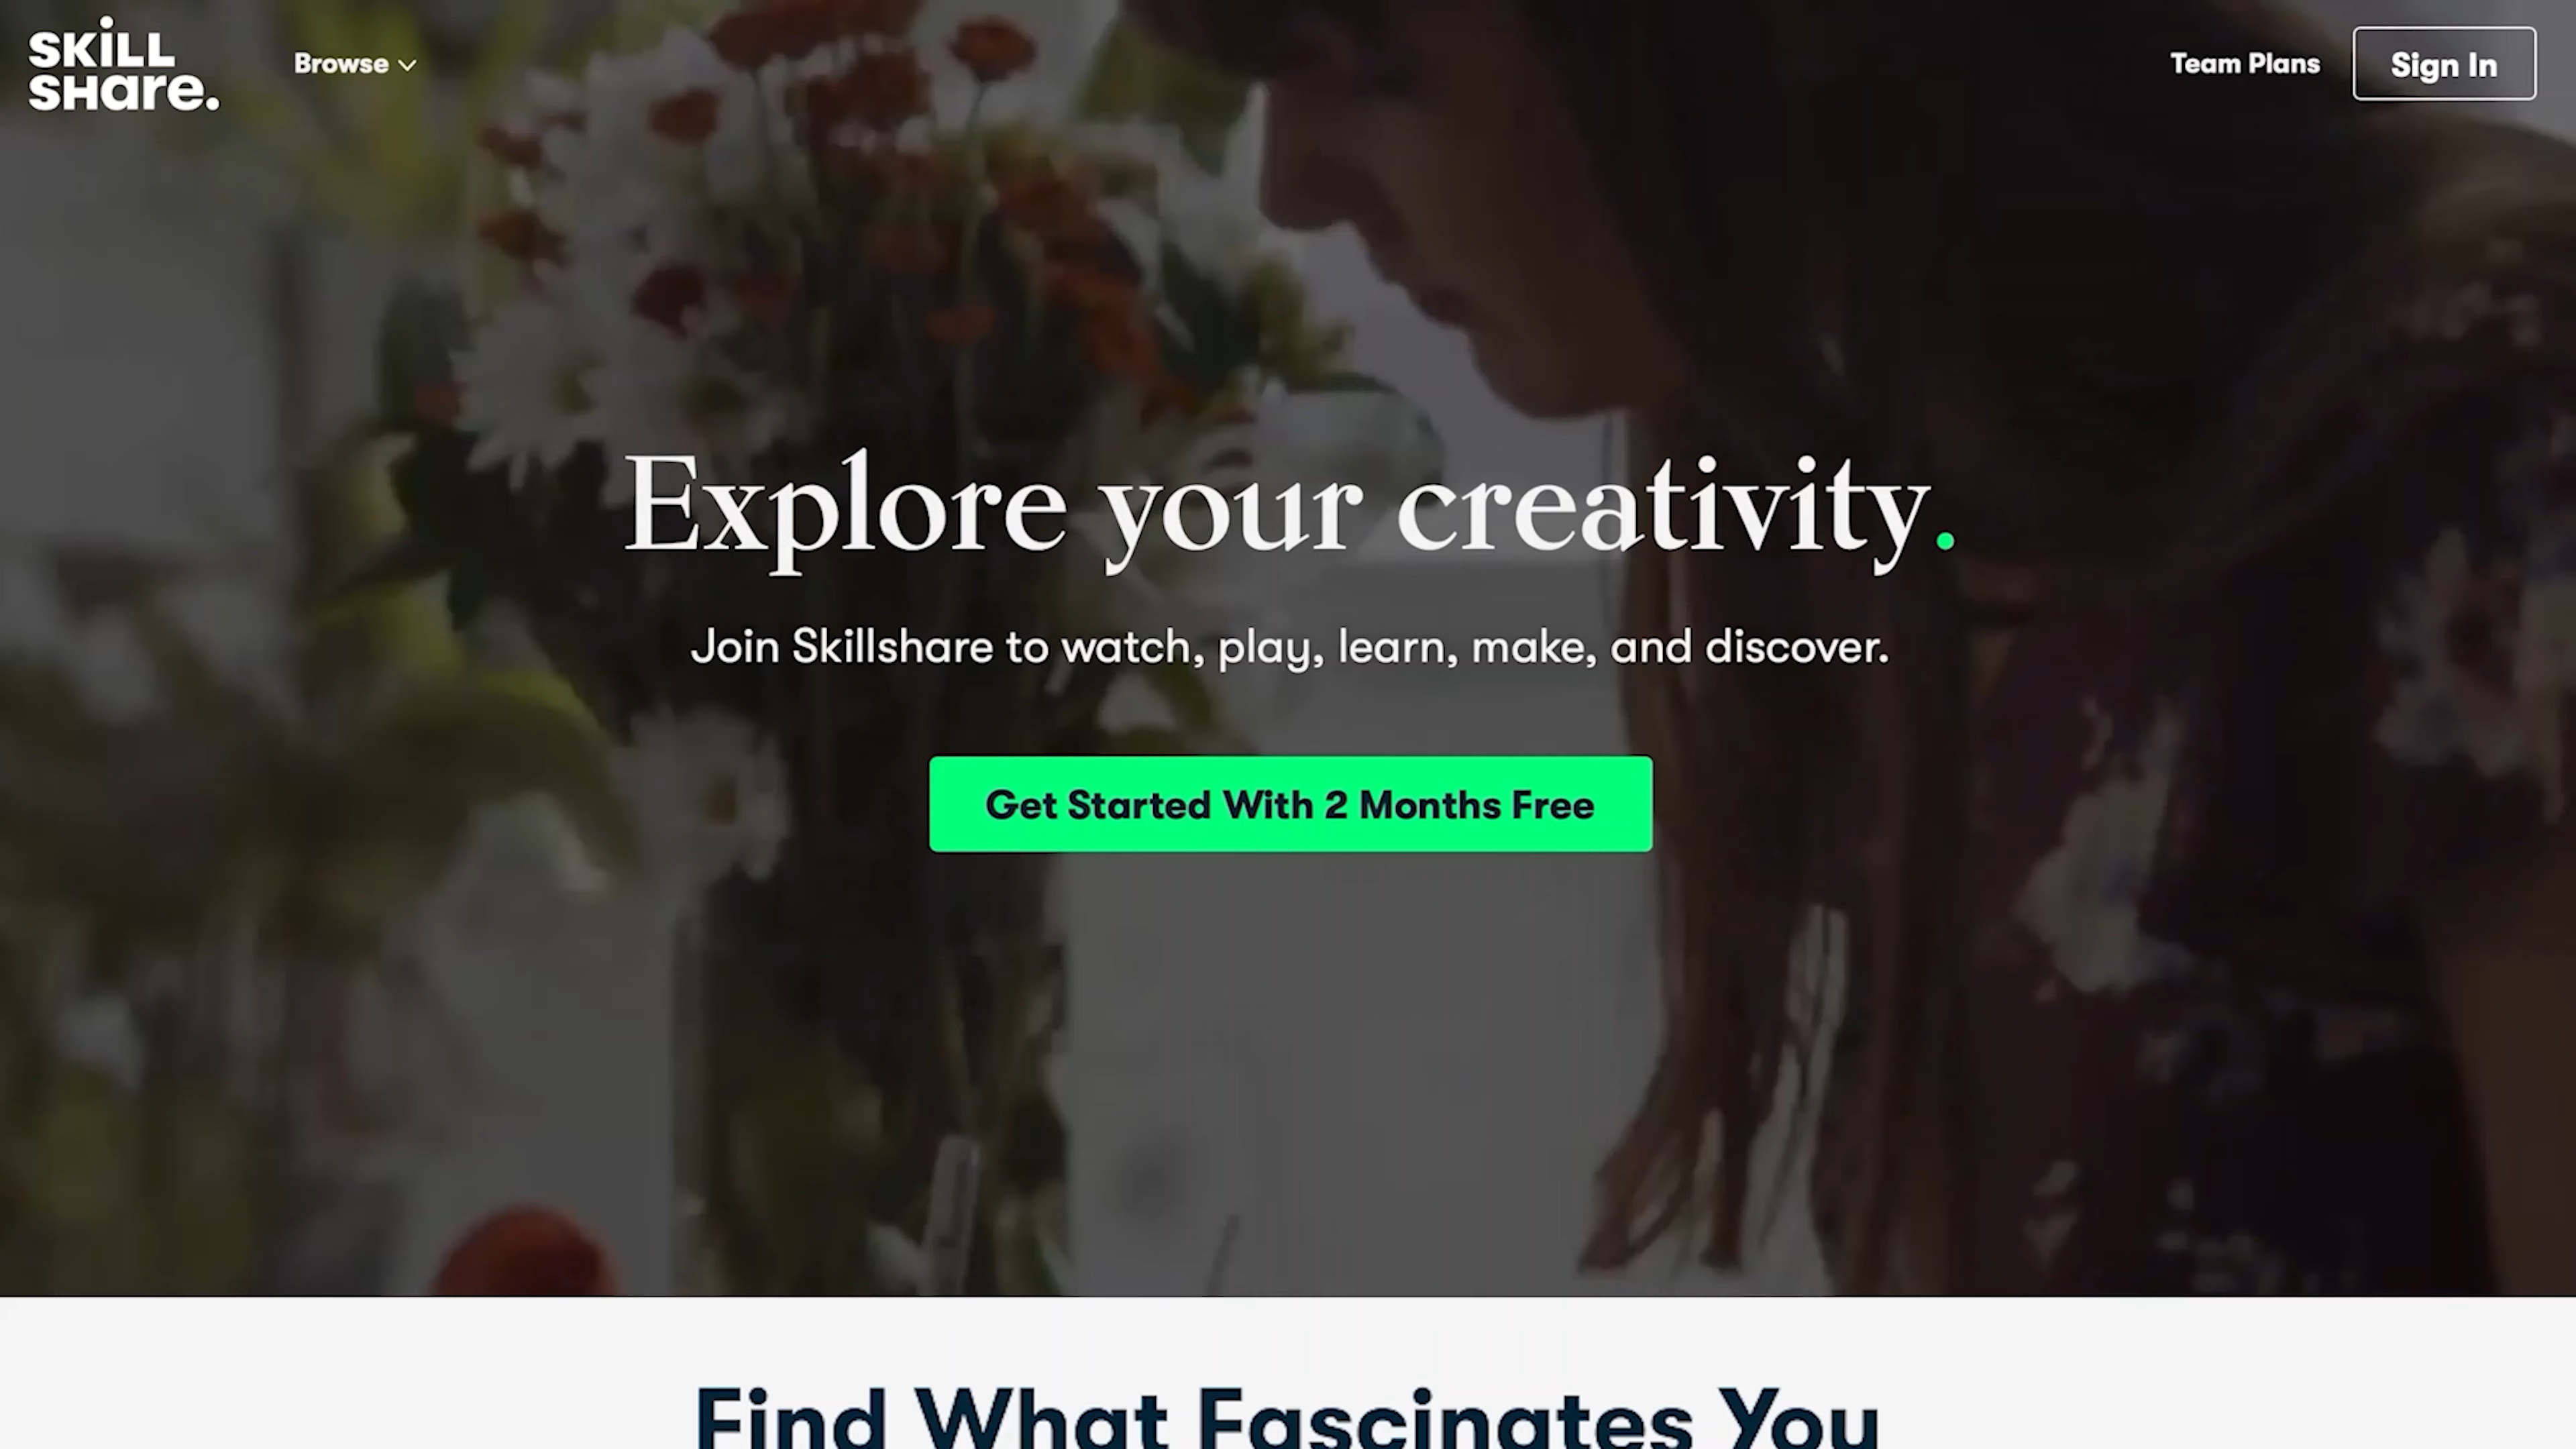 SKiLL
SHare.
Browse
Team Plans
Sign In
Explore your creativity.
Join Skillshare to watch, play, learn, make, and discover.
Get Started With 2 Months Free
Find What Fascinates You